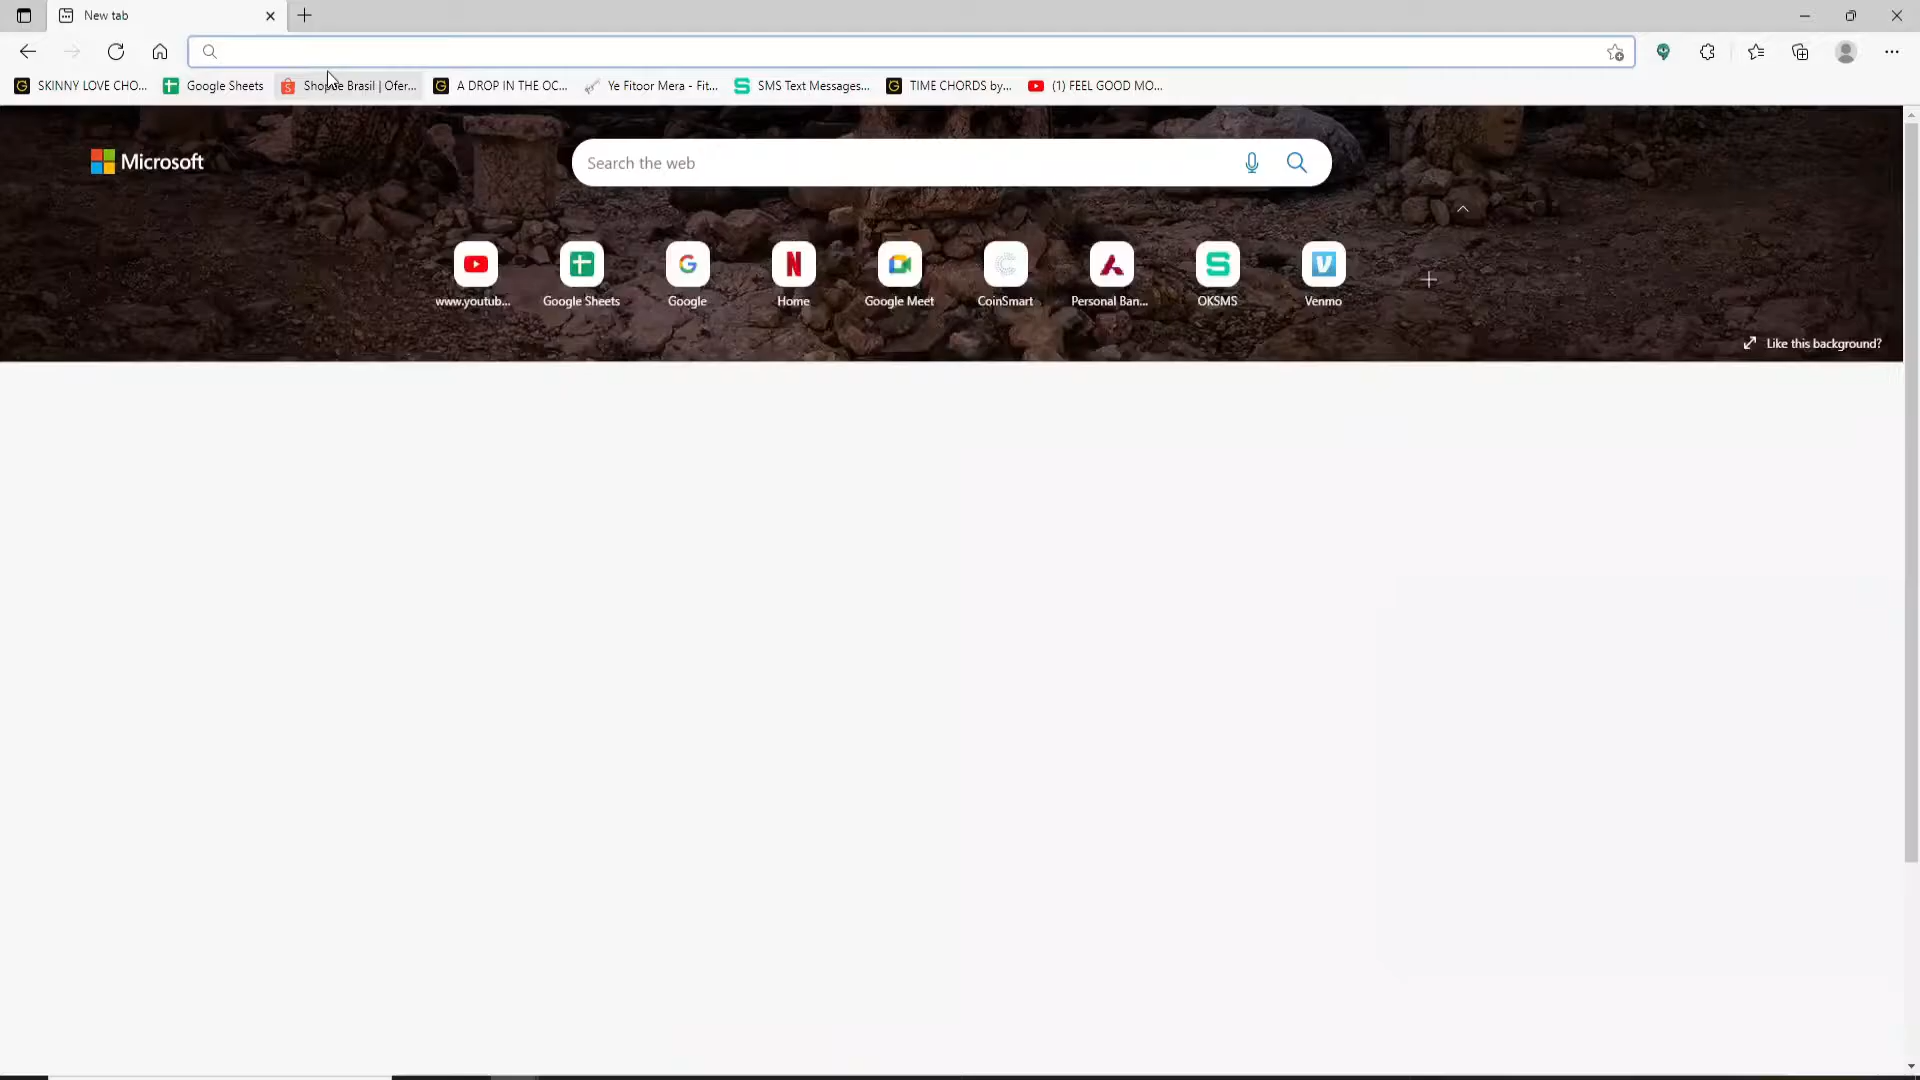 New tab
SKINNY LOVE CHO...
Google Sheets
Brasil | Ofer...
A DROP IN THE OC...
Ye Fitoor Mera - Fit...
SMS Text Messages...
TIME CHORDS by...
(1) FEEL GOOD MO...
Microsoft
Search the web
www.youtub...
Google Sheets
Google
Home
Google Meet
CoinSmart
Personal Ban...
OKSMS
Venmo
Like this background?